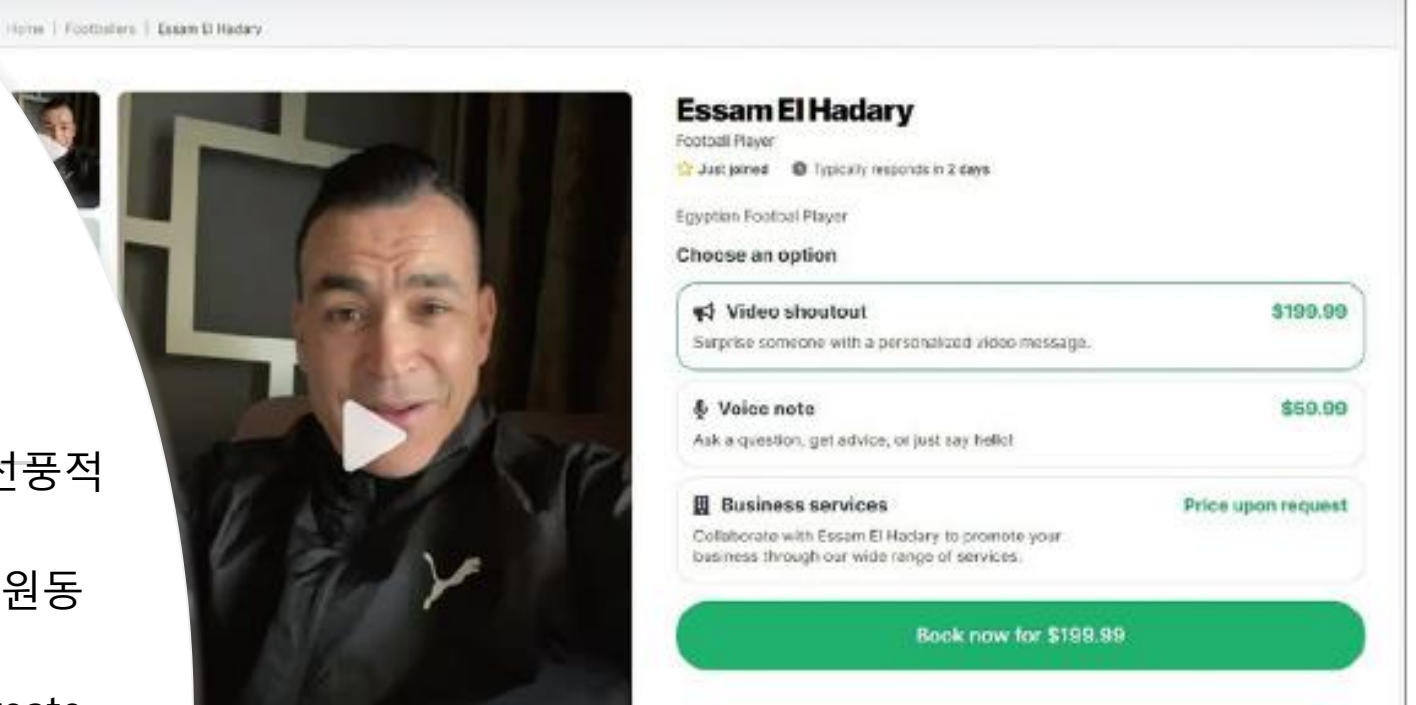 Home | Footballers | Essam El Hadary
Essam El Hadary
Football Player
Just joined Typically responds in 2 days
Egyptian Football Player
Choose an option
Video shoutout $199.99
Surprise someone with a personalized video message.
Voice note $59.99
Ask a question, get advice, or just say hello!
Business services Price upon request
Collaborate with Essam El Hadary to promote your
business through our wide range of services.
Book now for $199.99
선풍적
원동